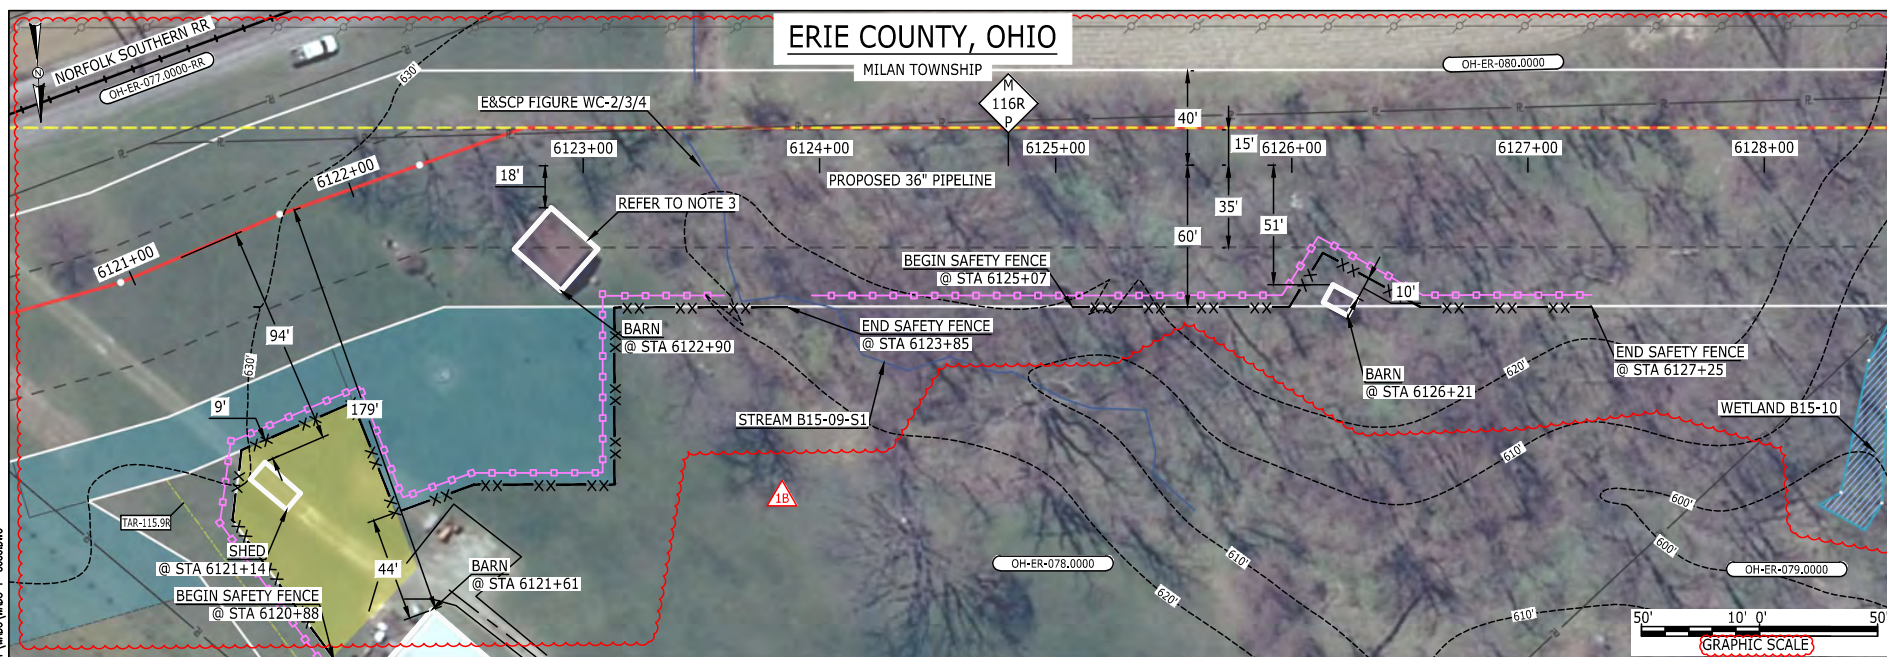 ERIE COUNTY, OHIO
MILAN TOWNSHIP
NORFOLK SOUTHERN RR
OH-ER-077.0000-RR
N
630'
E&SCP FIGURE WC-2/3/4
M
116R
P
OH-ER-080.0000
40'
15'
6121+00
6122+00
6123+00
6124+00
6125+00
6126+00
6127+00
6128+00
18'
PROPOSED 36" PIPELINE
REFER TO NOTE 3
35'
51'
60'
BEGIN SAFETY FENCE
@ STA 6125+07
10'
94'
BARN
@ STA 6122+90
END SAFETY FENCE
@ STA 6123+85
END SAFETY FENCE
@ STA 6127+25
630'
620'
BARN
@ STA 6126+21
9'
179'
STREAM B15-09-S1
WETLAND B15-10
610'
1B
600'
TAR-115.9R
SHED
@ STA 6121+14
44'
BARN
@ STA 6121+61
BEGIN SAFETY FENCE
@ STA 6120+88
OH-ER-078.0000
610'
600'
OH-ER-079.0000
620'
610'
50'
10'
0'
50'
GRAPHIC SCALE